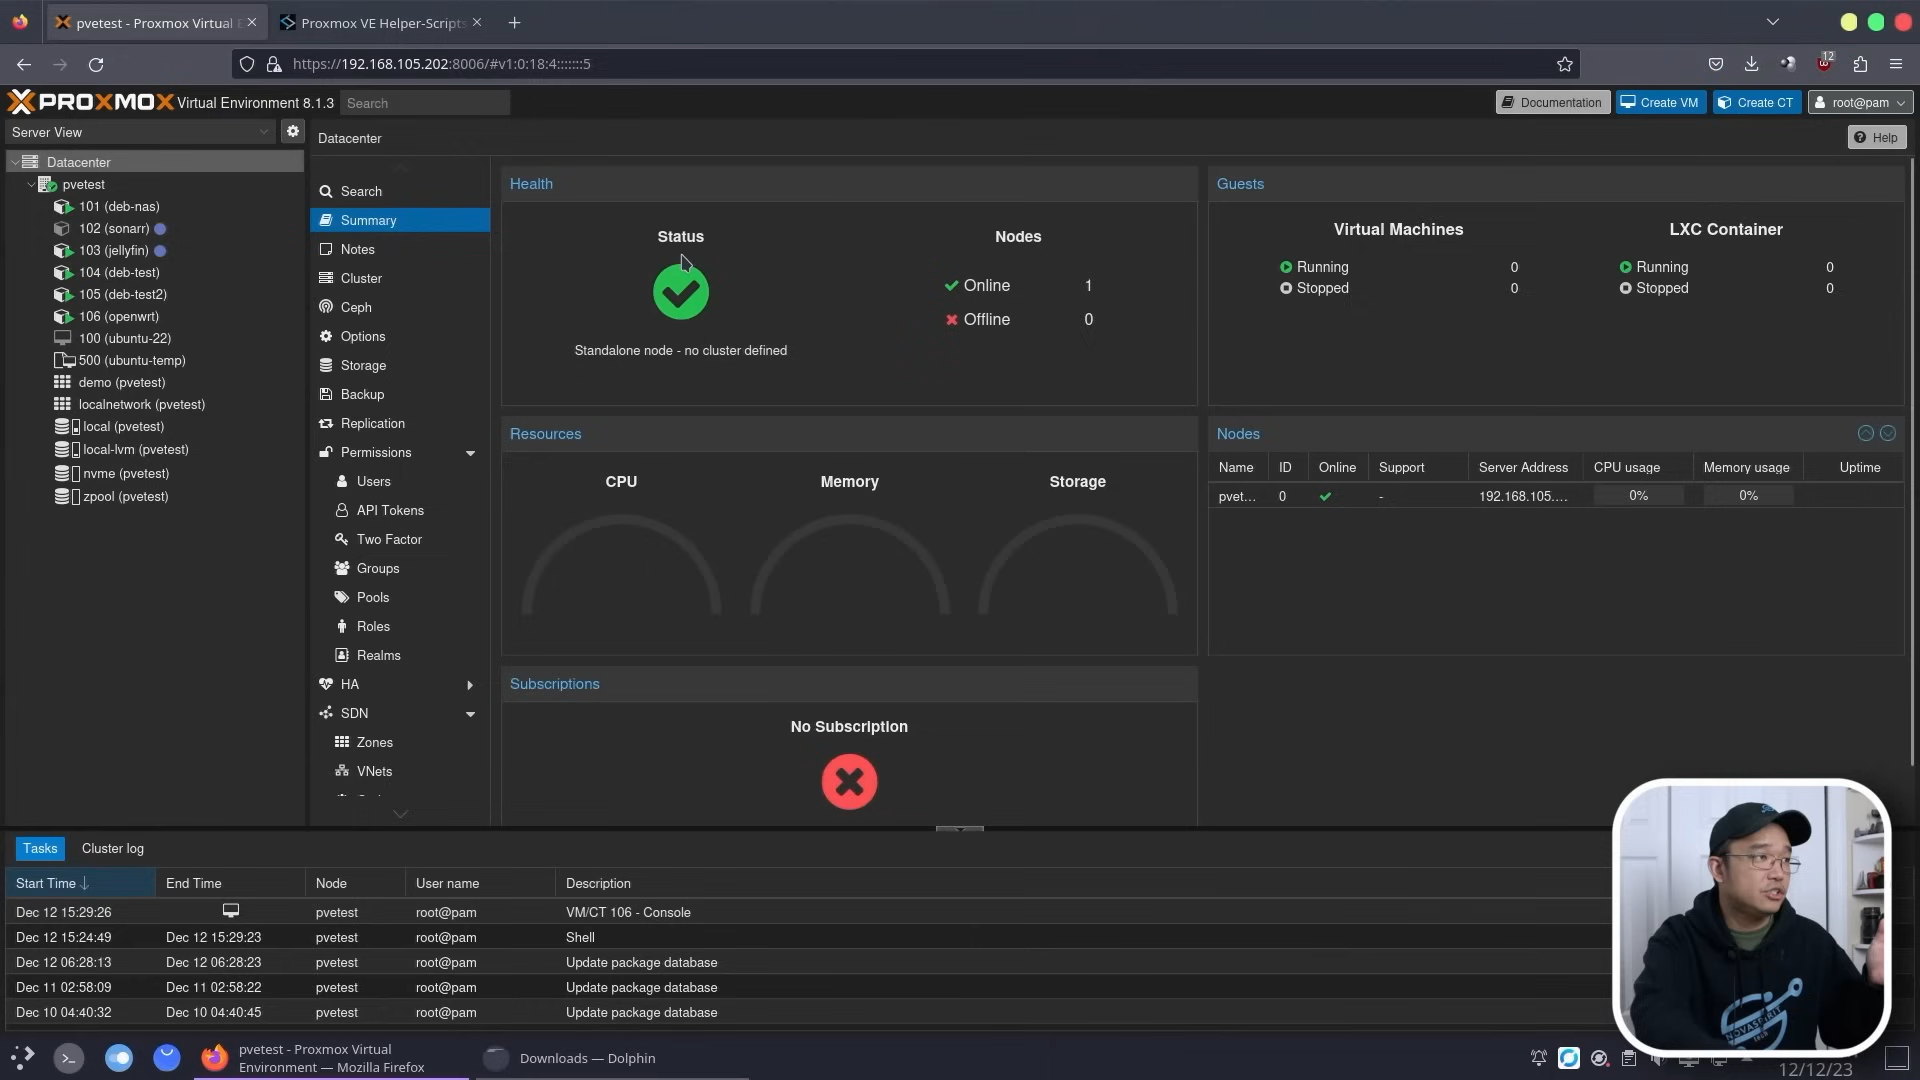 pvetest - Proxmox Virtual E
Proxmox VE Helper-Scripts
https://192.168.105.202:8006/#v1:0:18:4:::::::5
12
PROXMOX Virtual Environment 8.1.3
Search
Documentation
Create VM
Create CT
root@pam
Server View
Datacenter
Help
Datacenter
pvetest
101 (deb-nas)
102 (sonarr)
103 (jellyfin)
104 (deb-test)
105 (deb-test2)
106 (openwrt)
100 (ubuntu-22)
500 (ubuntu-temp)
demo (pvetest)
localnetwork (pvetest)
local (pvetest)
local-lvm (pvetest)
nvme (pvetest)
zpool (pvetest)
Search
Summary
Notes
Cluster
Ceph
Options
Storage
Backup
Replication
Permissions
Users
API Tokens
Two Factor
Groups
Pools
Roles
Realms
HA
SDN
Zones
VNets
Health
Status
Nodes
Online 1
Offline 0
Standalone node - no cluster defined
Guests
Virtual Machines
LXC Container
Running 0
Stopped 0
Running 0
Stopped 0
Resources
CPU
Memory
Storage
Nodes
Name ID Online Support Server Address CPU usage Memory usage Uptime
pvet... 0 - 192.168.105.... 0% 0%
Subscriptions
No Subscription
Tasks
Cluster log
Start Time End Time Node User name Description
Dec 12 15:29:26 pvetest root@pam VM/CT 106 - Console
Dec 12 15:24:49 Dec 12 15:29:23 pvetest root@pam Shell
Dec 12 06:28:13 Dec 12 06:28:23 pvetest root@pam Update package database
Dec 11 02:58:09 Dec 11 02:58:22 pvetest root@pam Update package database
Dec 10 04:40:32 Dec 10 04:40:45 pvetest root@pam Update package database
NOVASPIRIT
pvetest - Proxmox Virtual
Environment — Mozilla Firefox
Downloads — Dolphin
12/12/23